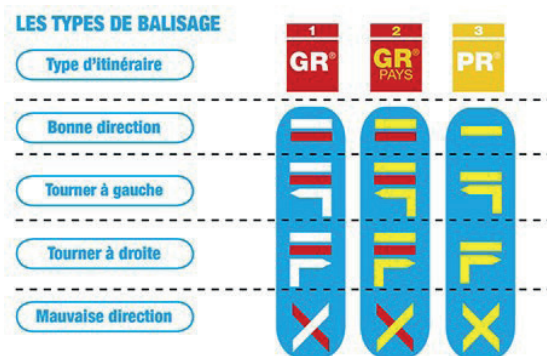 LES TYPES DE BALISAGE
Type d'itinéraire
1
GR®
2
GR®
PAYS
3
PR®
Bonne direction
Tourner à gauche
Tourner à droite
Mauvaise direction